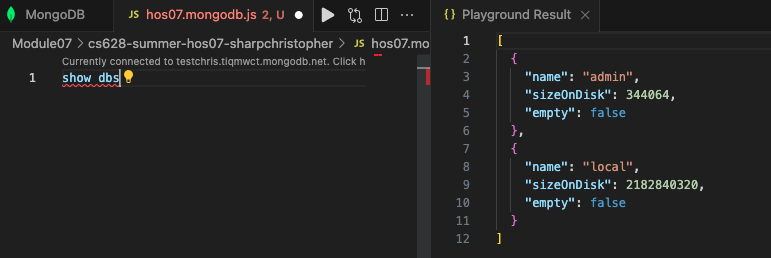 MongoDB
JS hos07.mongodb.js 2, U
Module07 > cs628-summer-hos07-sharpchristopher > JS hos07.mo
Currently connected to testchris.tiqmwct.mongodb.net. Click h
1 show dbs
{} Playground Result
1 [
2 {
3 "name": "admin",
4 "sizeOnDisk": 344064,
5 "empty": false
6 },
7 {
8 "name": "local",
9 "sizeOnDisk": 2182840320,
10 "empty": false
11 }
12 ]